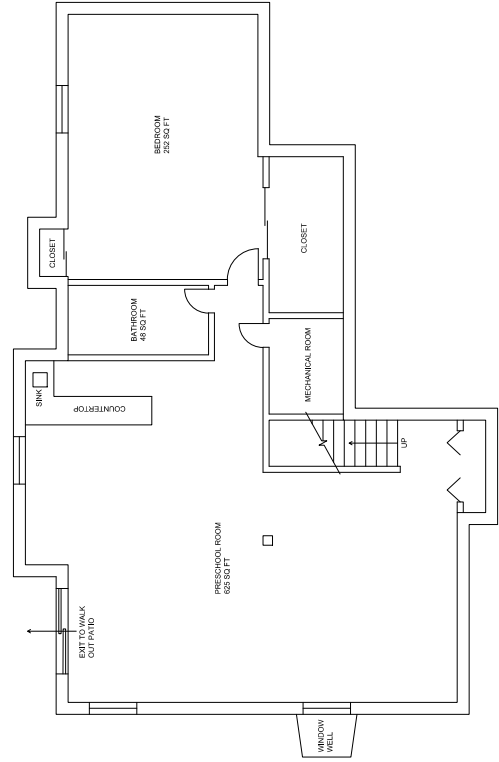 BEDROOM
252 SQ FT
CLOSET
CLOSET
BATHROOM
48 SQ FT
MECHANICAL ROOM
SINK
COUNTERTOP
UP
PRESCHOOL ROOM
625 SQ FT
EXIT TO WALK
OUT PATIO
WINDOW
WELL